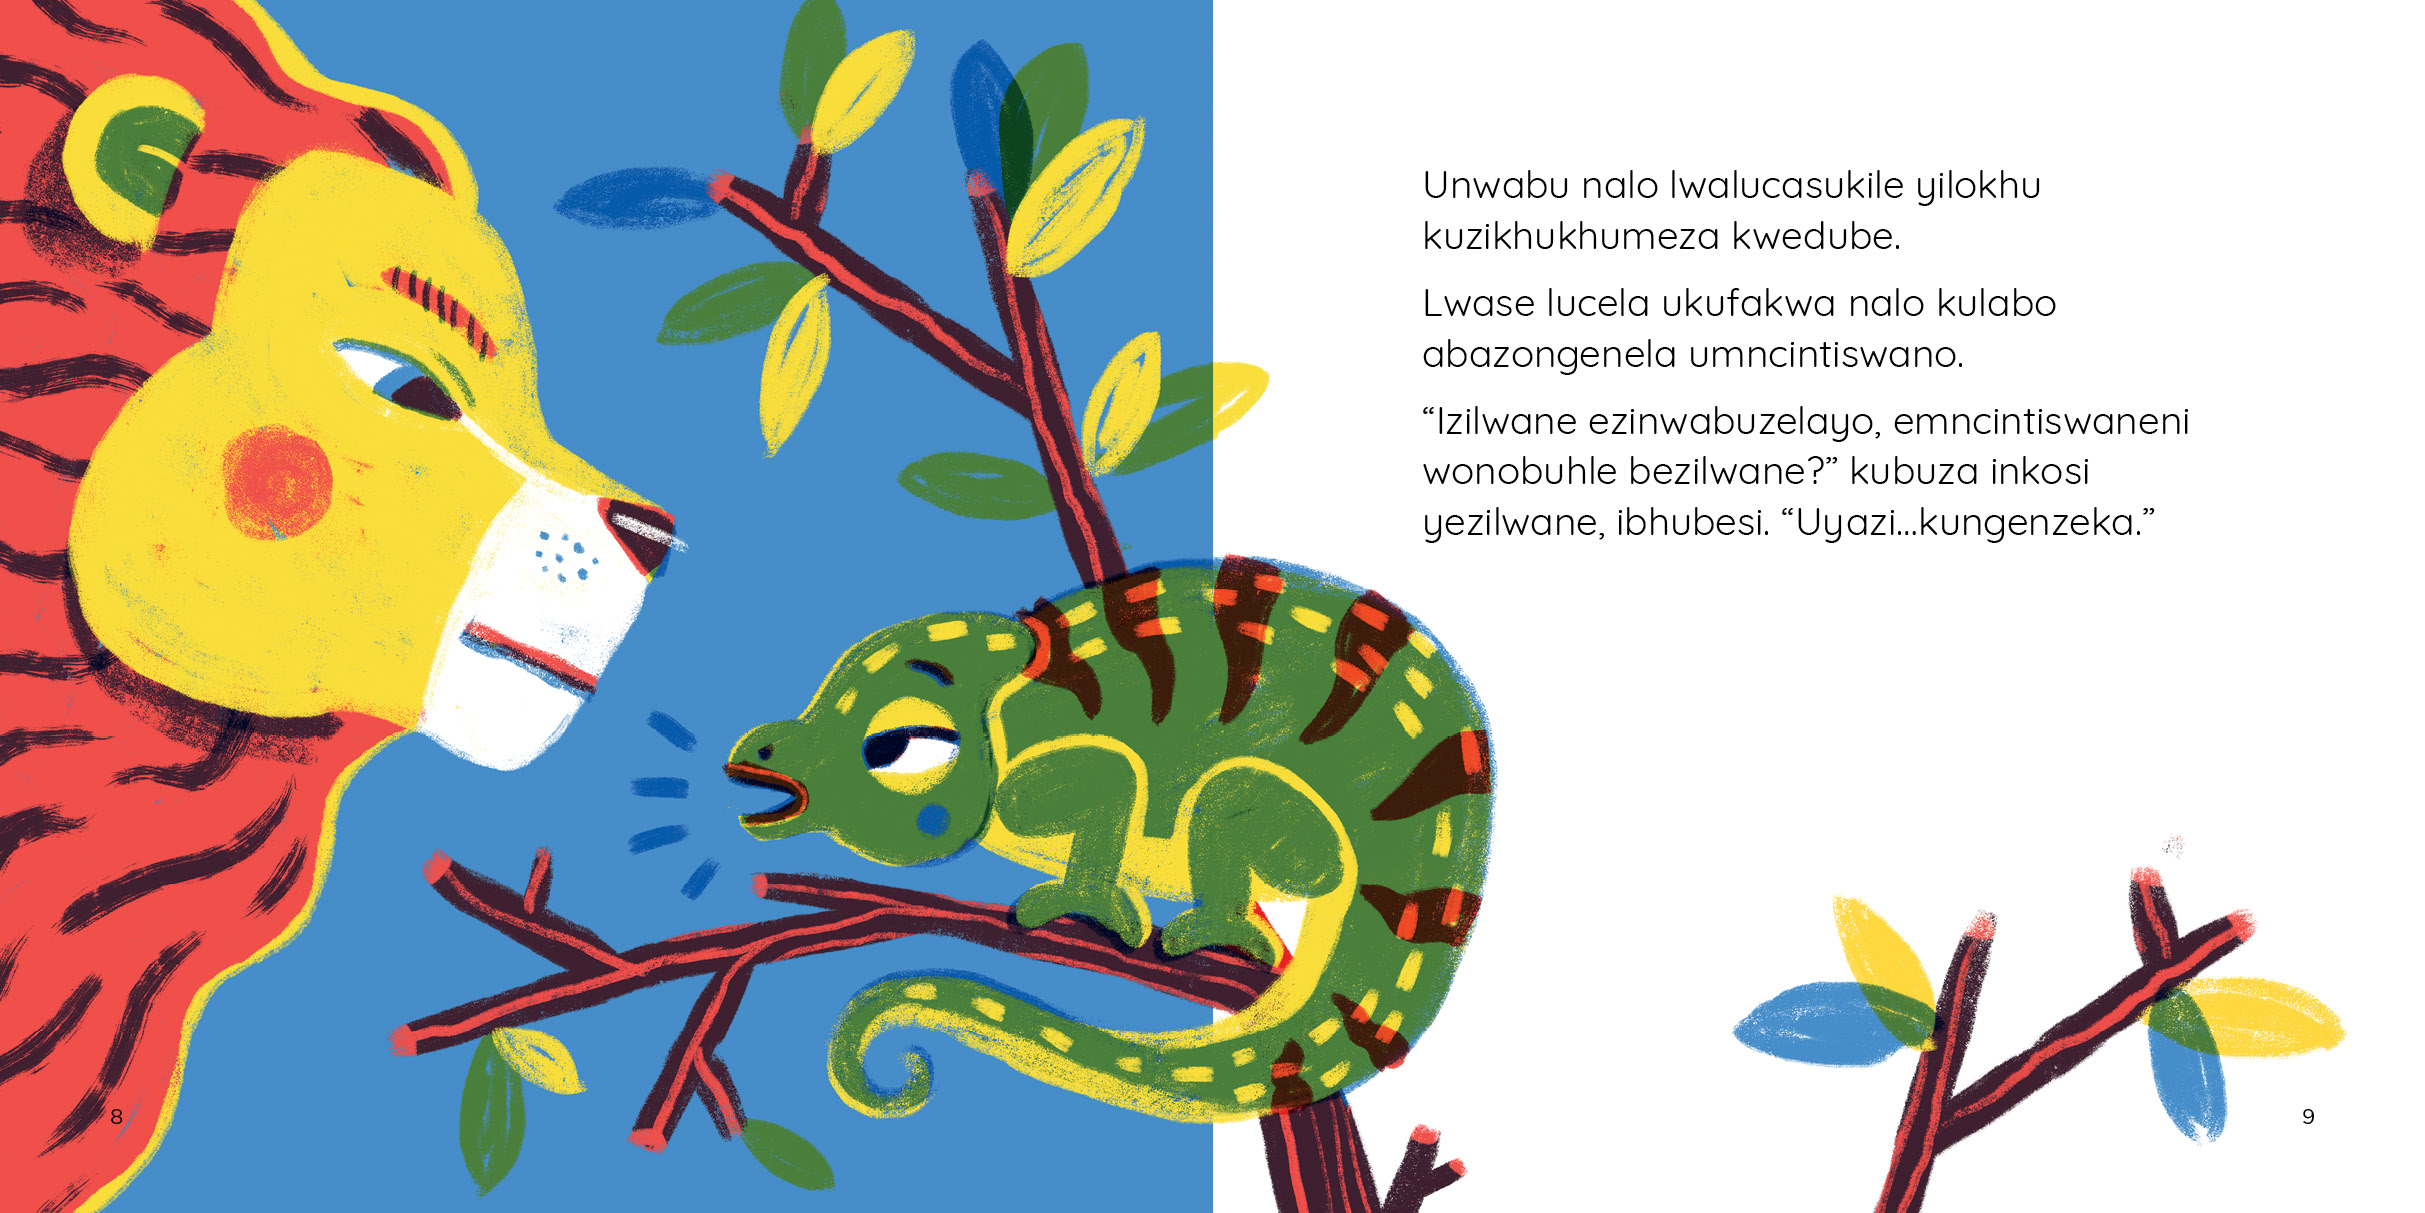 Unwabu nalo lwalucasukile yilokhu
kuzikhukhumeza kwedube.
Lwase lucela ukufakwa nalo kulabo
abazongenela umncintiswano.
“Izilwane ezinwabuzelayo, emncintiswaneni
wonobuhle bezilwane?” kubuza inkosi
yezilwane, ibhubesi. “Uyazi...kungenzeka.”
8
9